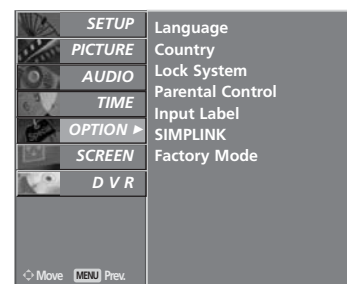 SETUP
PICTURE
AUDIO
TIME
OPTION ►
SCREEN
D V R
Language
Country
Lock System
Parental Control
Input Label
SIMPLINK
Factory Mode
Move MENU Prev.